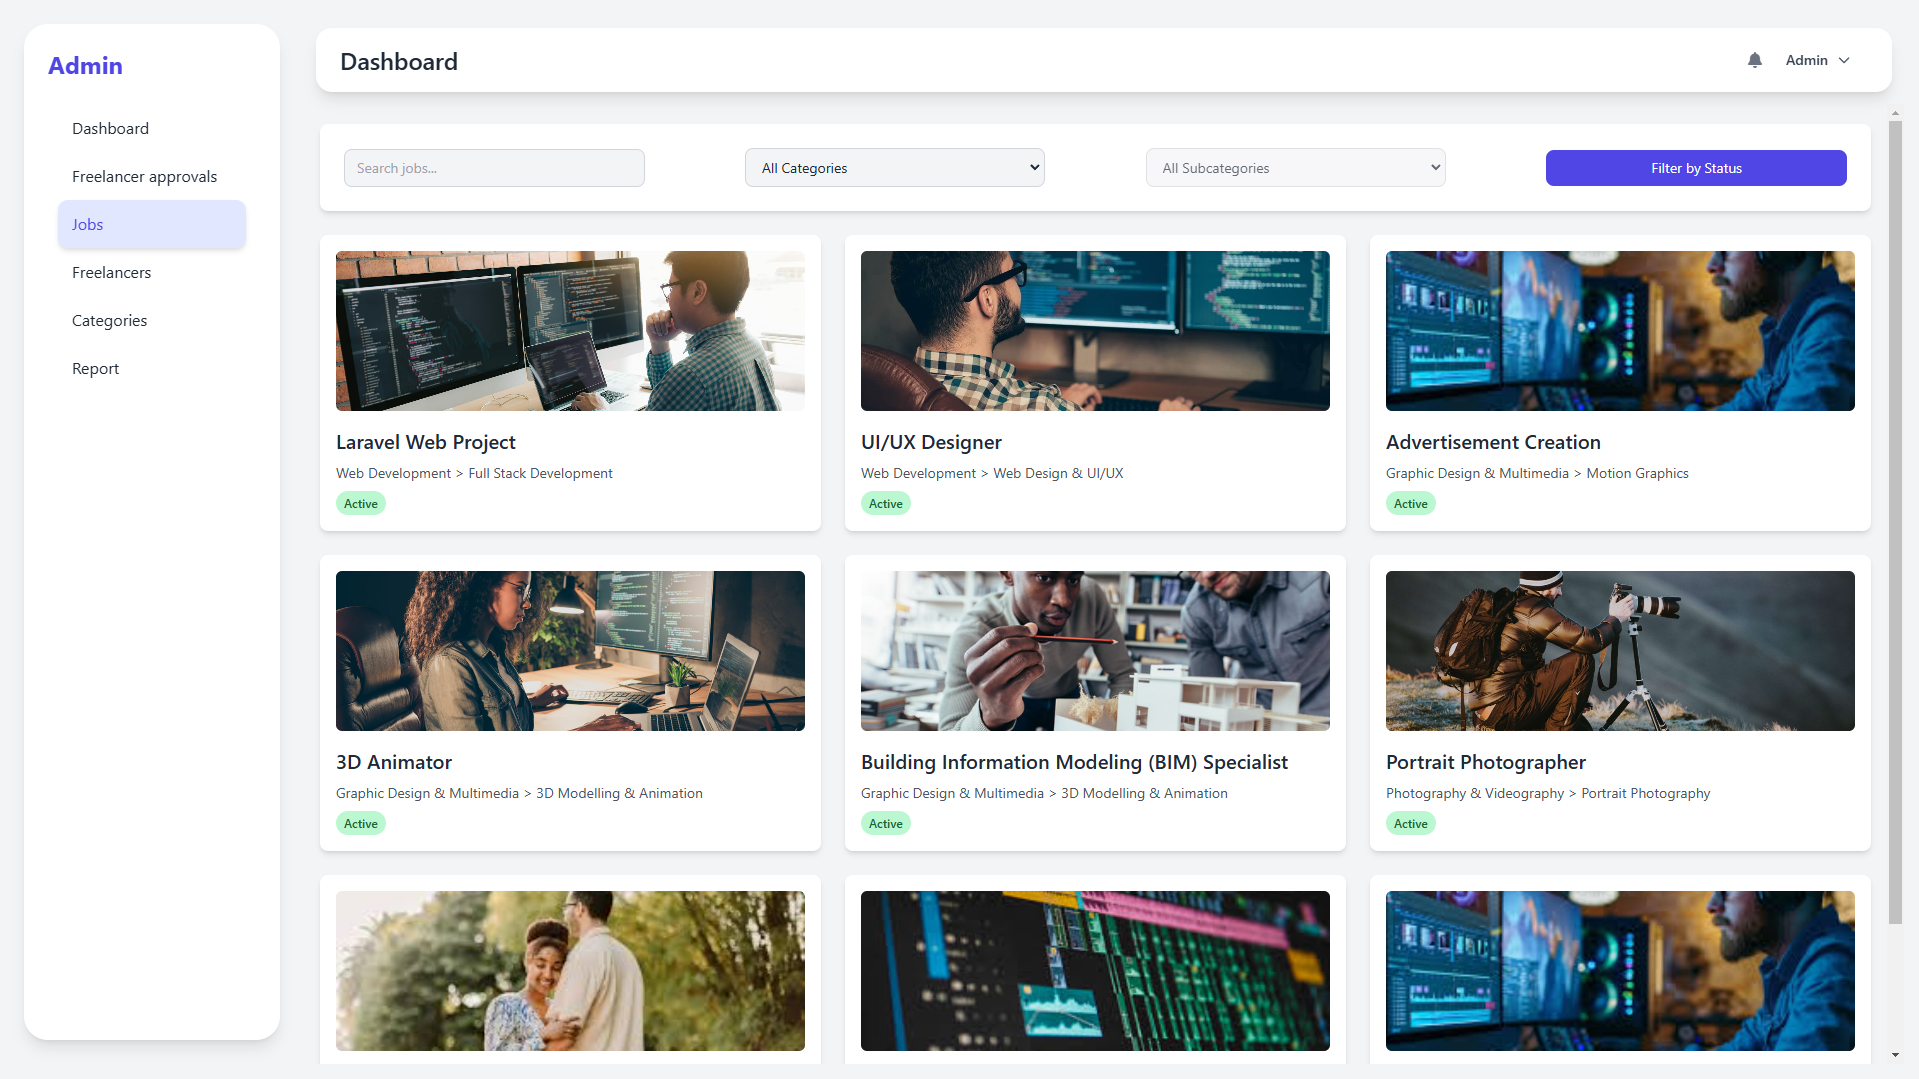 Admin
Dashboard
Freelancer approvals
Jobs
Freelancers
Categories
Report
Dashboard
Admin
Search jobs...
All Categories
All Subcategories
Filter by Status
Laravel Web Project
Web Development > Full Stack Development
Active
UI/UX Designer
Web Development > Web Design & UI/UX
Active
Advertisement Creation
Graphic Design & Multimedia > Motion Graphics
Active
3D Animator
Graphic Design & Multimedia > 3D Modelling & Animation
Active
Building Information Modeling (BIM) Specialist
Graphic Design & Multimedia > 3D Modelling & Animation
Active
Portrait Photographer
Photography & Videography > Portrait Photography
Active